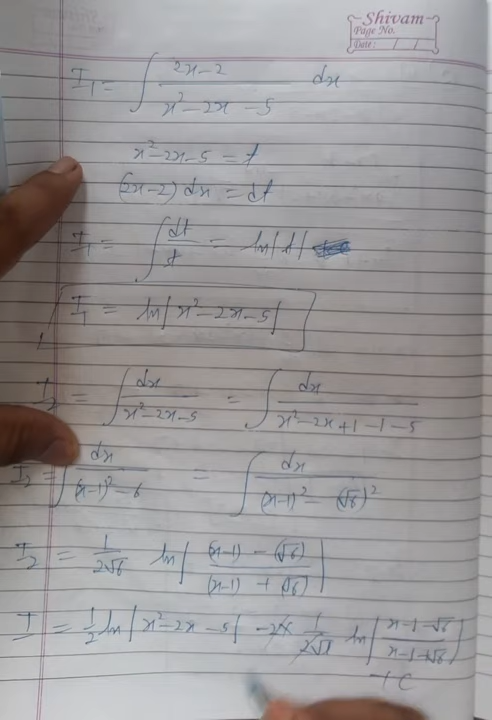 Shivam
Page No.
Date: / /
I₁ = ∫ (2x-2)/(x²-2x-5) dx
x²-2x-5 = t
(2x-2) dx = dt
I₁ = ∫ dt/t = ln|t|
I₁ = ln|x²-2x-5|
I₂ = ∫ dx/(x²-2x-5) = ∫ dx/(x²-2x+1-1-5)
I₂ = ∫ dx/((x-1)²-6) = ∫ dx/((x-1)²-(√6)²)
I₂ = 1/(2√6) ln|((x-1)-(√6))/((x-1)+(√6))|
I = 1/2 ln|x²-2x-5| -2× 1/ ln|(x-1-√6)/(x-1+√6)|
+C